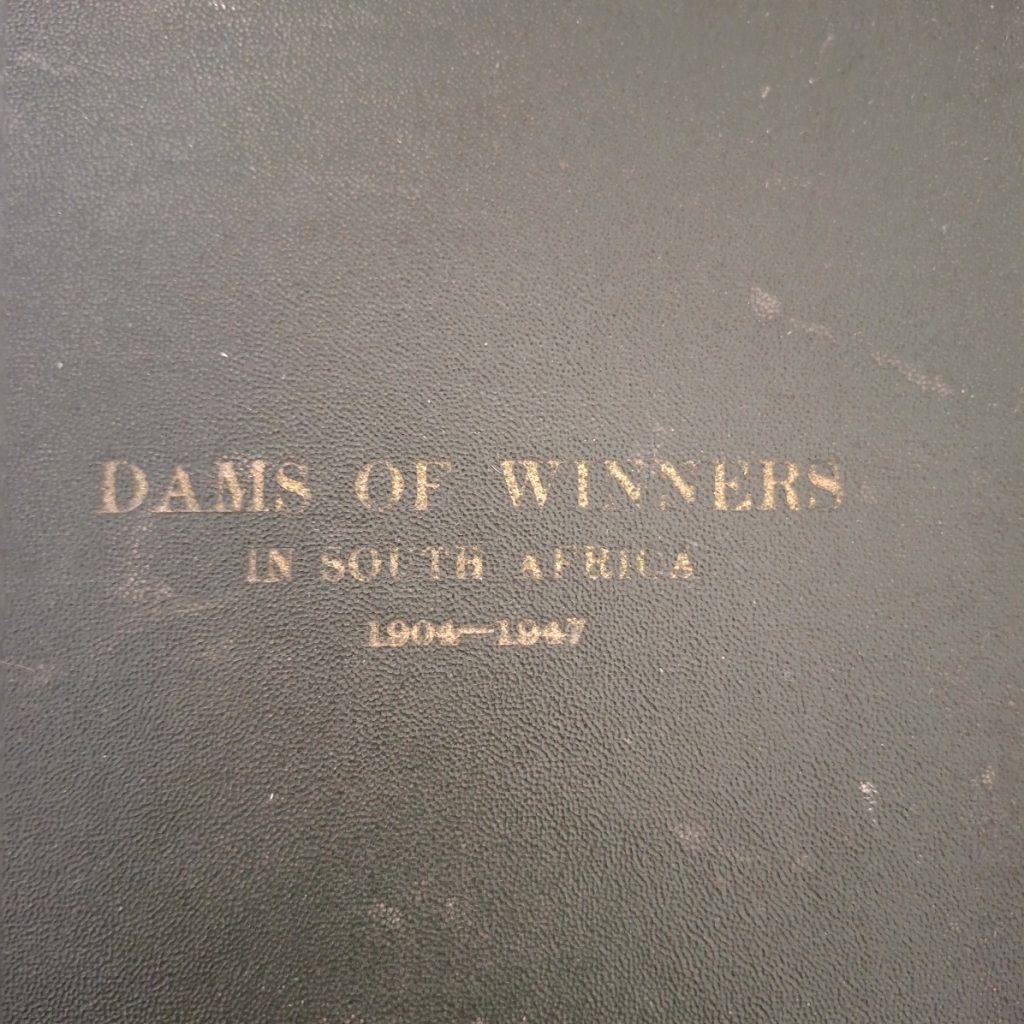 DAMS OF WINNERS
IN SOUTH AFRICA
1904—1947